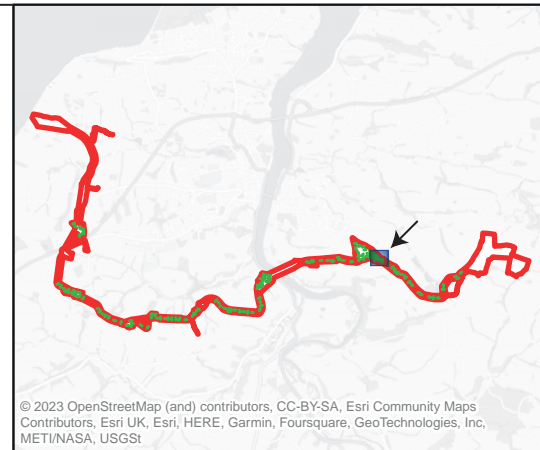 © 2023 OpenStreetMap (and) contributors, CC-BY-SA, Esri Community Maps
Contributors, Esri UK, Esri, HERE, Garmin, Foursquare, GeoTechnologies, Inc,
METI/NASA, USGSt